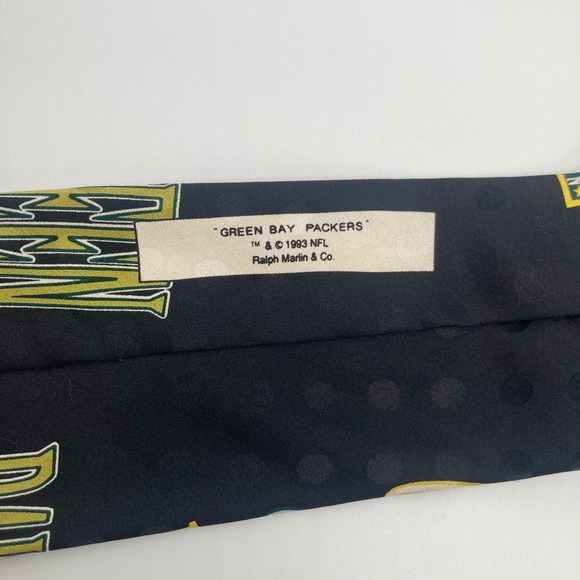 "GREEN BAY PACKERS"
™ & © 1993 NFL
Ralph Marlin & Co.